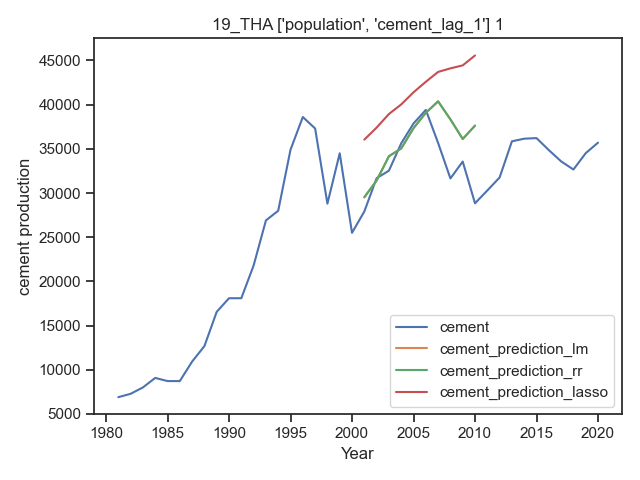 19_THA ['population', 'cement_lag_1'] 1
45000
40000
35000
30000
25000
20000
15000
10000
5000
cement production
1980 1985 1990 1995 2000 2005 2010 2015 2020
Year
cement
cement_prediction_lm
cement_prediction_rr
cement_prediction_lasso